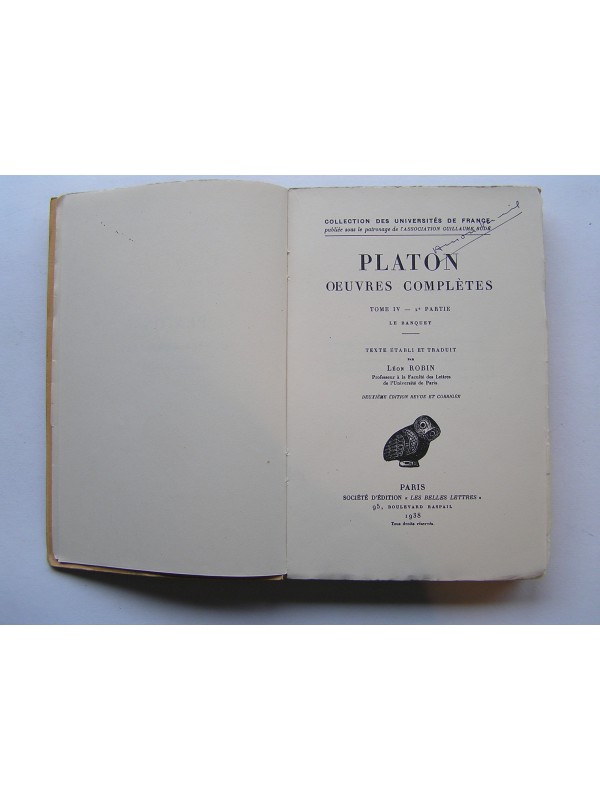 COLLECTION DES UNIVERSITÉS DE FRANCE
publiée sous le patronage de l'ASSOCIATION GUILLAUME BUDÉ
PLATON
OEUVRES COMPLÈTES
TOME IV — 2e PARTIE
LE BANQUET
TEXTE ÉTABLI ET TRADUIT
PAR
LÉON ROBIN
Professeur à la Faculté des Lettres
de l'Université de Paris
DEUXIÈME ÉDITION REVUE ET CORRIGÉE
PARIS
SOCIÉTÉ D'ÉDITION « LES BELLES LETTRES »
95, BOULEVARD RASPAIL
1938
Tous droits réservés.